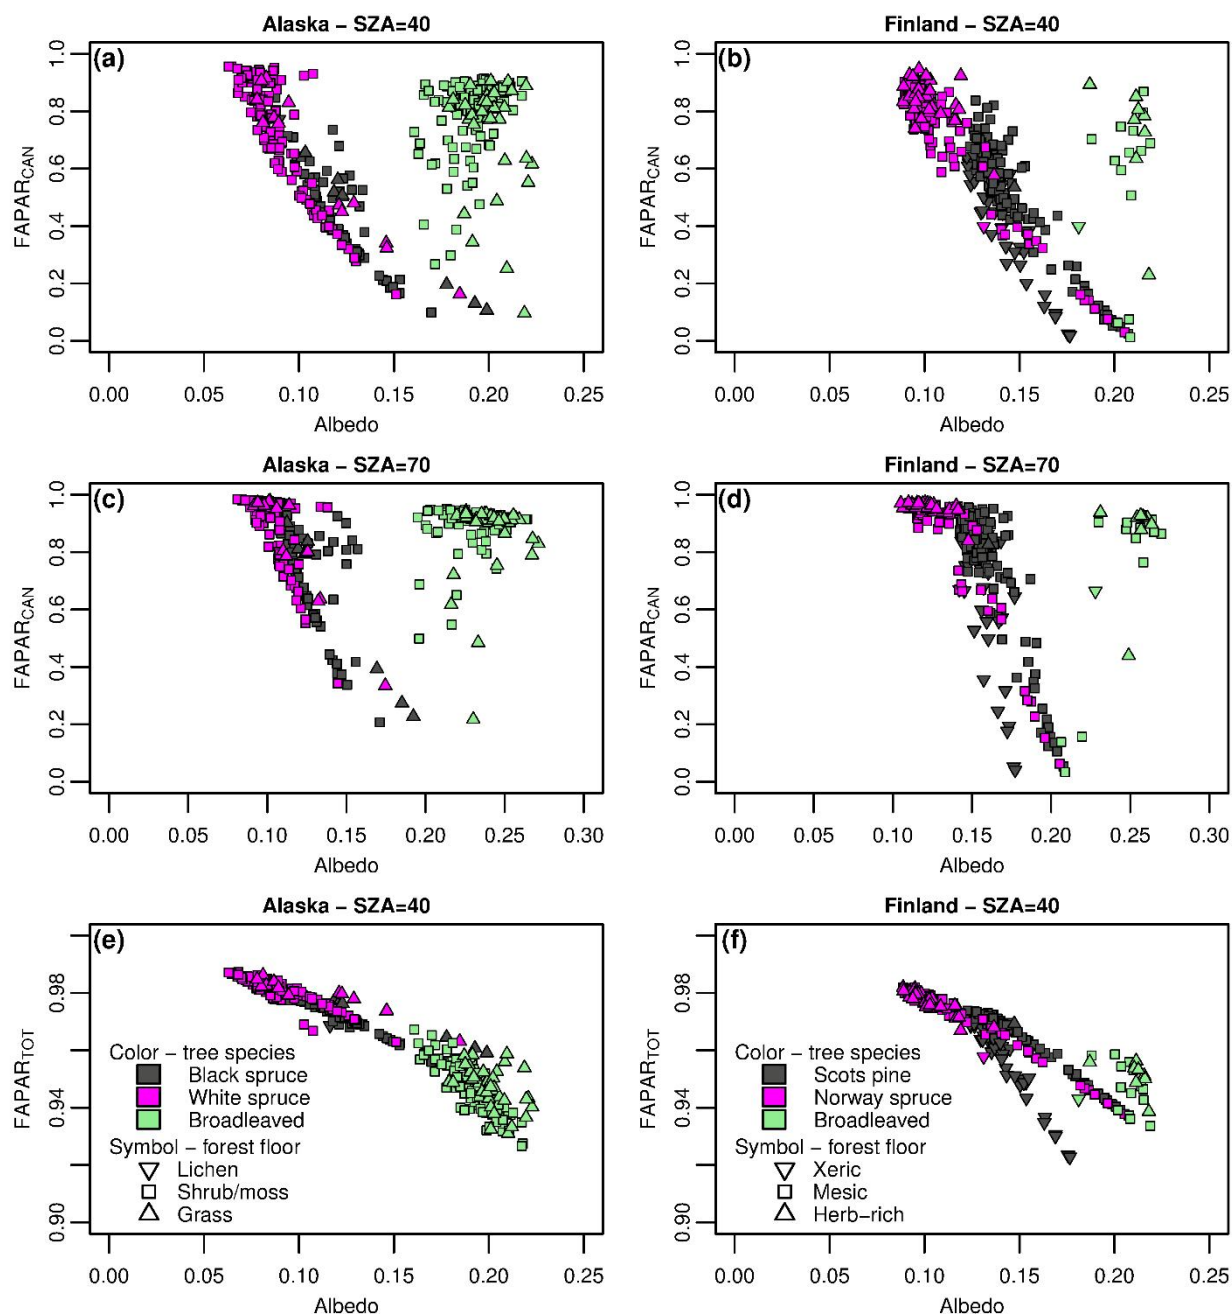 Alaska − SZA=40
(a)
FAPAR_CAN
1.0
0.8
0.6
0.4
0.2
0.0
0.00 0.05 0.10 0.15 0.20 0.25
Albedo
Finland − SZA=40
(b)
FAPAR_CAN
1.0
0.8
0.6
0.4
0.2
0.0
0.00 0.05 0.10 0.15 0.20 0.25
Albedo
Alaska − SZA=70
(c)
FAPAR_CAN
1.0
0.8
0.6
0.4
0.2
0.0
0.00 0.05 0.10 0.15 0.20 0.25 0.30
Albedo
Finland − SZA=70
(d)
FAPAR_CAN
1.0
0.8
0.6
0.4
0.2
0.0
0.00 0.05 0.10 0.15 0.20 0.25 0.30
Albedo
Alaska − SZA=40
(e)
FAPAR_TOT
0.98
0.94
0.90
Color − tree species
Black spruce
White spruce
Broadleaved
Symbol − forest floor
Lichen
Shrub/moss
Grass
0.00 0.05 0.10 0.15 0.20 0.25
Albedo
Finland − SZA=40
(f)
FAPAR_TOT
0.98
0.94
0.90
Color − tree species
Scots pine
Norway spruce
Broadleaved
Symbol − forest floor
Xeric
Mesic
Herb−rich
0.00 0.05 0.10 0.15 0.20 0.25
Albedo